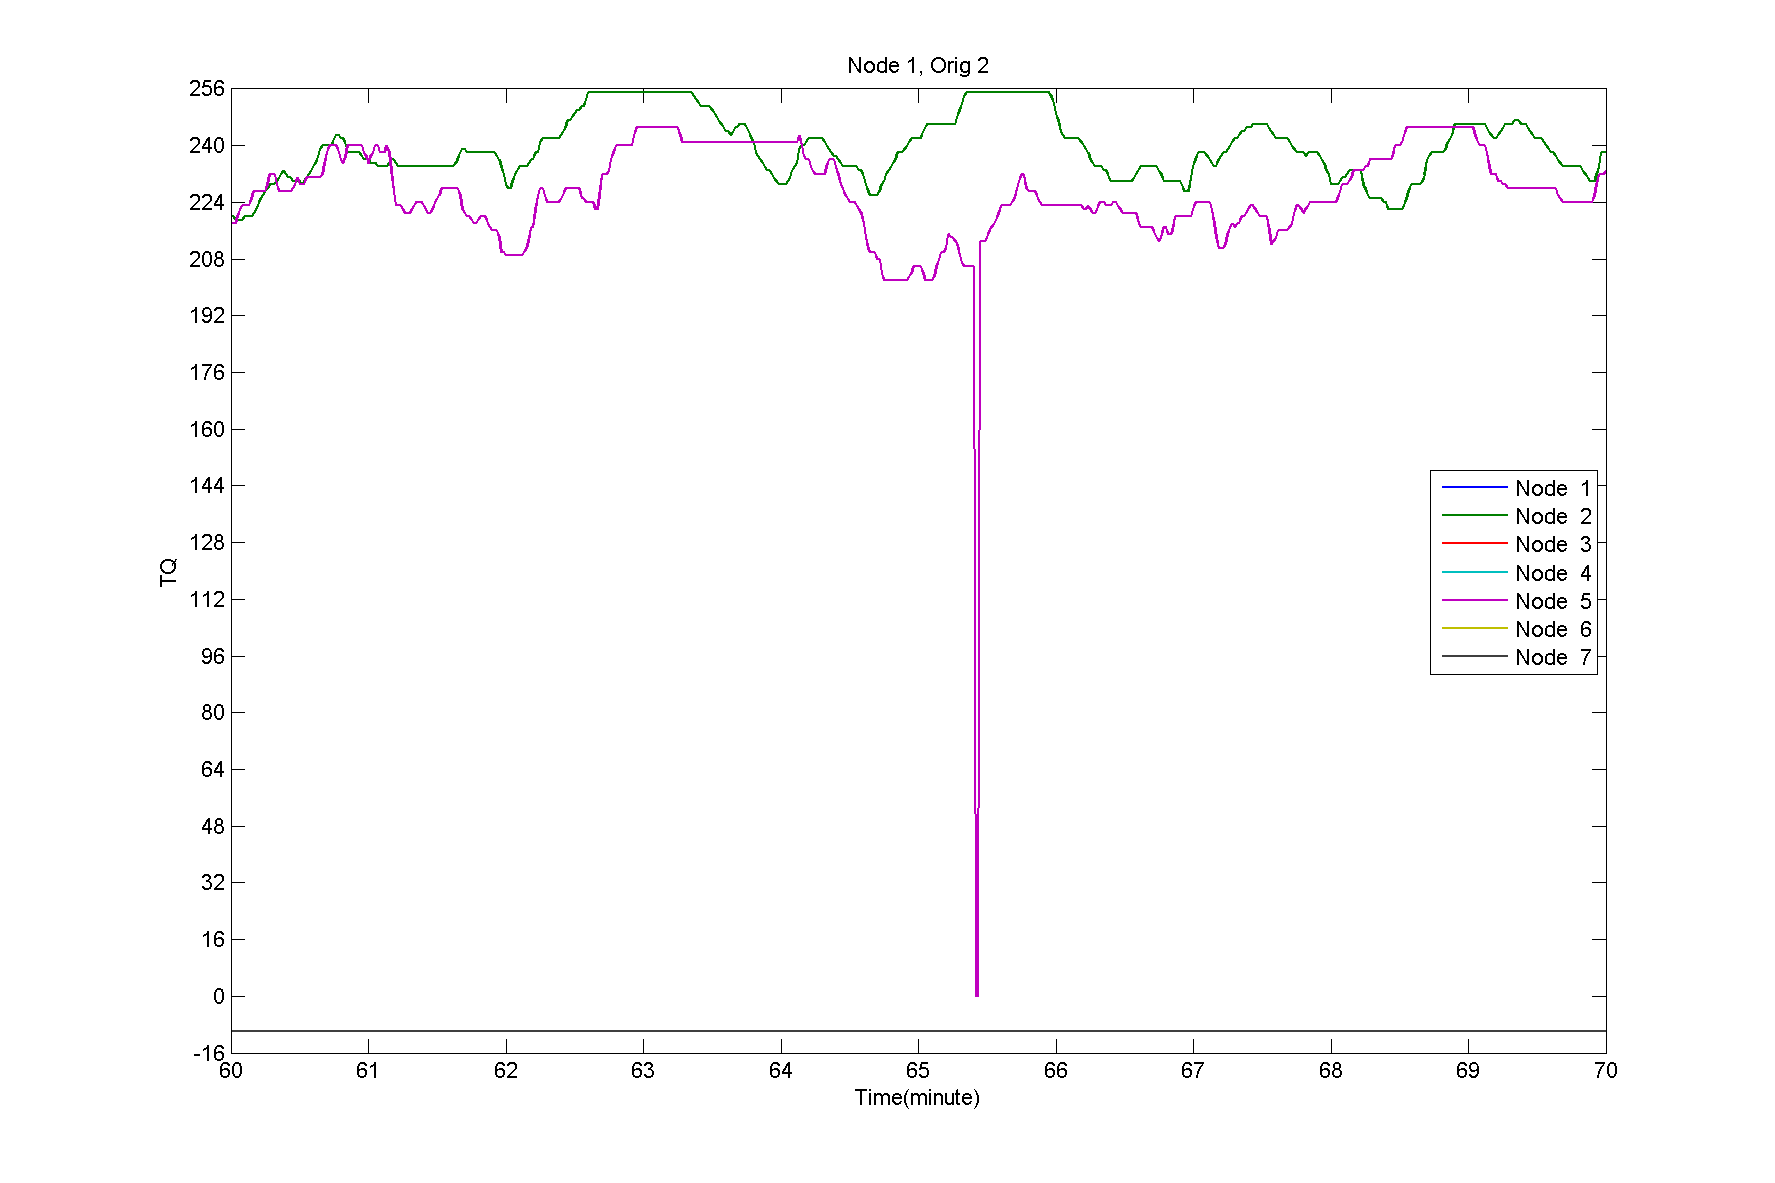 Node 1, Orig 2
256
240
224
208
192
176
160
144
128
112
96
80
64
48
32
16
0
-16
TQ
Node 1
Node 2
Node 3
Node 4
Node 5
Node 6
Node 7
60 61 62 63 64 65 66 67 68 69 70
Time(minute)